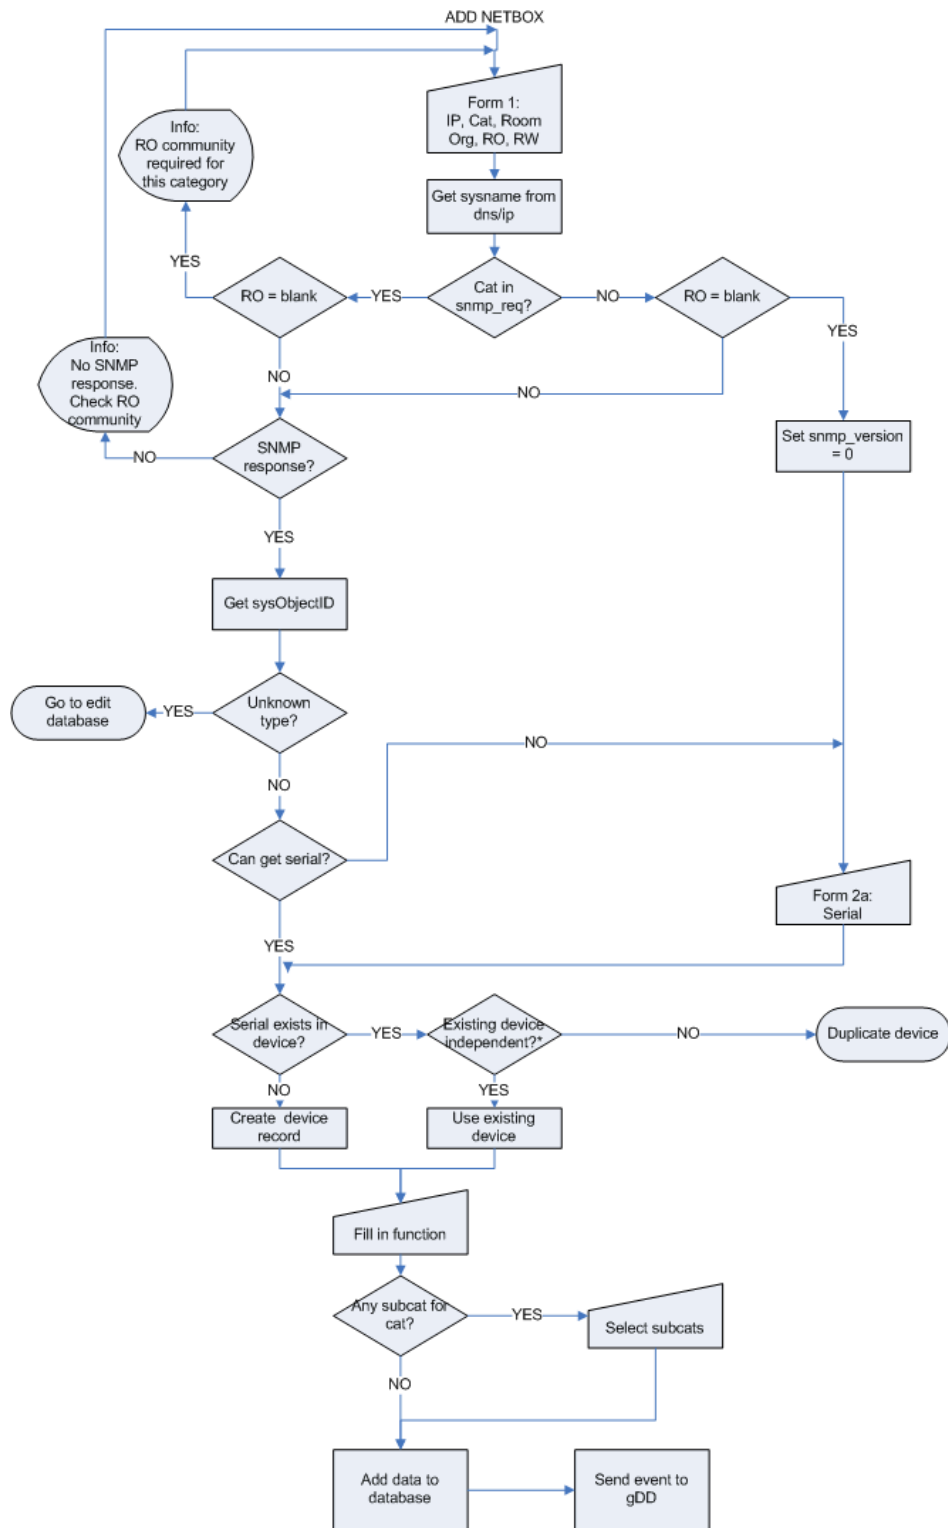 ADD NETBOX
Form 1:
IP, Cat, Room
Org, RO, RW
Info:
RO community
required for
this category
Get sysname from
dns/ip
YES
RO = blank
YES
Cat in
snmp_req?
NO
RO = blank
YES
Info:
No SNMP
response.
Check RO
community
NO
NO
Set snmp_version
= 0
NO
SNMP
response?
YES
Get sysObjectID
Go to edit
database
YES
Unknown
type?
NO
NO
Can get serial?
Form 2a:
Serial
YES
Serial exists in
device?
YES
Existing device
independent?*
NO
Duplicate device
NO
YES
Create device
record
Use existing
device
Fill in function
Any subcat for
cat?
YES
Select subcats
NO
Add data to
database
Send event to
gDD